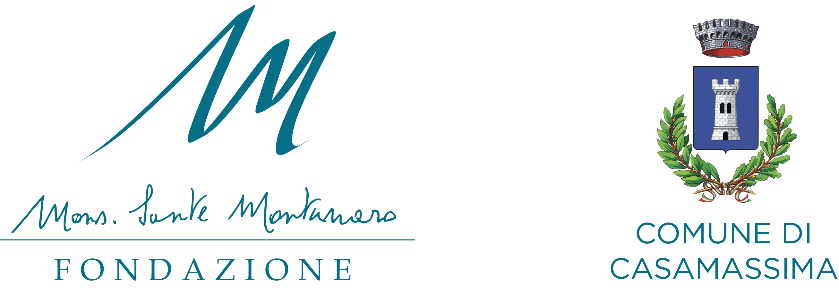 Mons. Sante Montanaro
FONDAZIONE
COMUNE DI
CASAMASSIMA